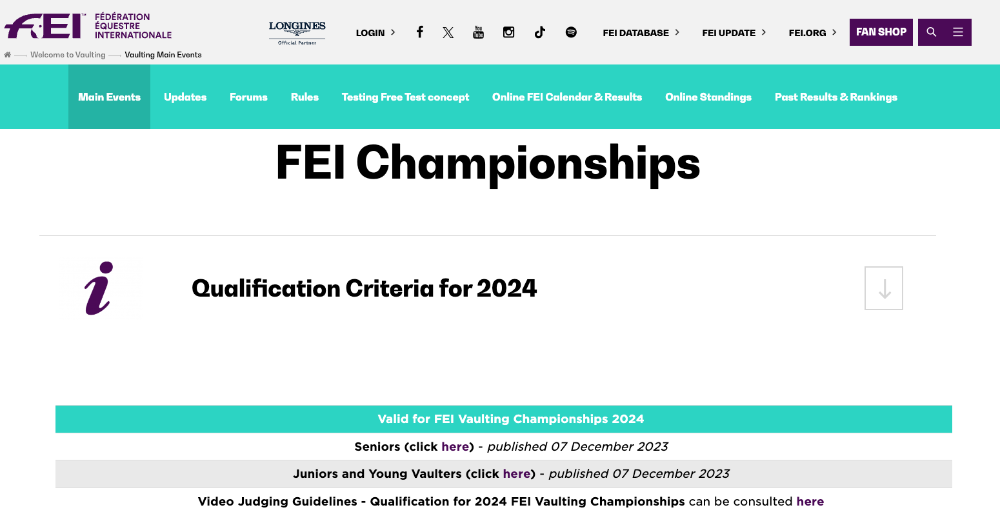 FEI™ FÉDÉRATION
ÉQUESTRE
INTERNATIONALE
LONGINES
Official Partner
LOGIN
You
Tube
FEI DATABASE
FEI UPDATE
FEI.ORG
FAN SHOP
Welcome to Vaulting Vaulting Main Events
Main Events Updates Forums Rules Testing Free Test concept Online FEI Calendar & Results Online Standings Past Results & Rankings
FEI Championships
i Qualification Criteria for 2024
Valid for FEI Vaulting Championships 2024
Seniors (click here) - published 07 December 2023
Juniors and Young Vaulters (click here) - published 07 December 2023
Video Judging Guidelines - Qualification for 2024 FEI Vaulting Championships can be consulted here